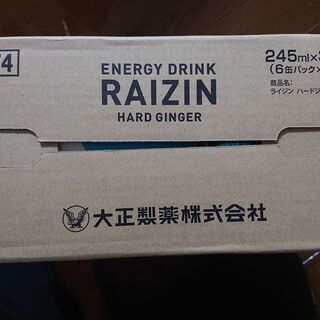 ENERGY DRINK
RAIZIN
HARD GINGER
245ml×
(6缶パック×
商品名:
ライジン ハードジ
大正製薬株式会社